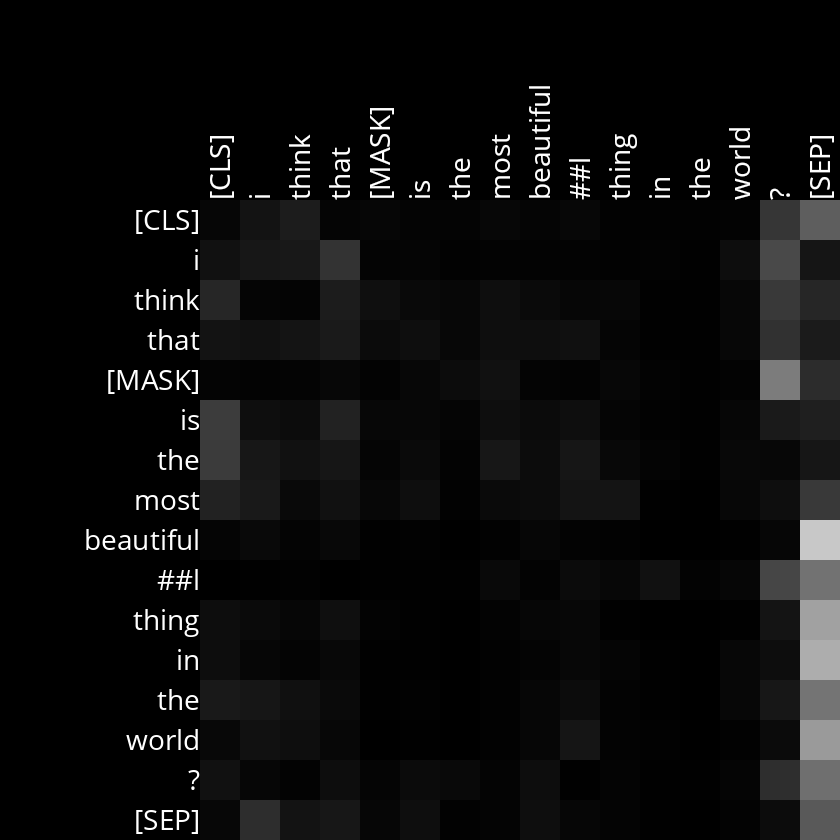 [CLS] i think that [MASK] is the most beautiful ##l thing in the world ? [SEP]
[CLS]
i
think
that
[MASK]
is
the
most
beautiful
##l
thing
in
the
world
?
[SEP]